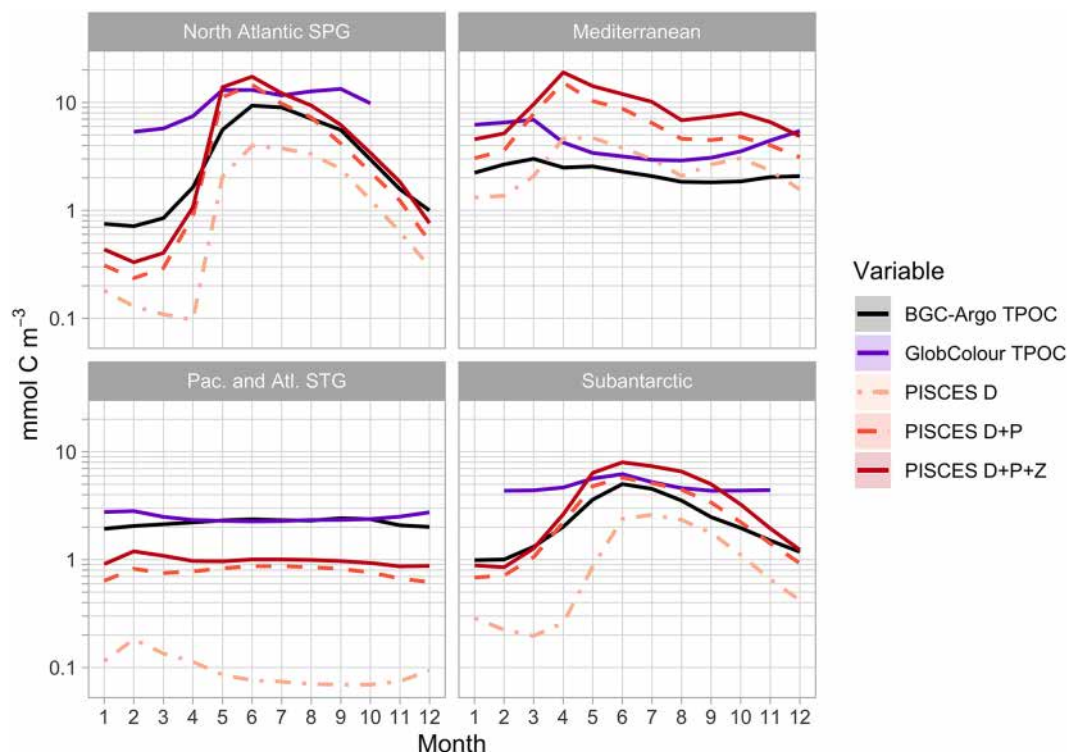 North Atlantic SPG
Mediterranean
10
1
0.1
Pac. and Atl. STG
Subantarctic
10
1
0.1
mmol C m⁻³
1 2 3 4 5 6 7 8 9 10 11 12
1 2 3 4 5 6 7 8 9 10 11 12
Month
Variable
BGC-Argo TPOC
GlobColour TPOC
PISCES D
PISCES D+P
PISCES D+P+Z